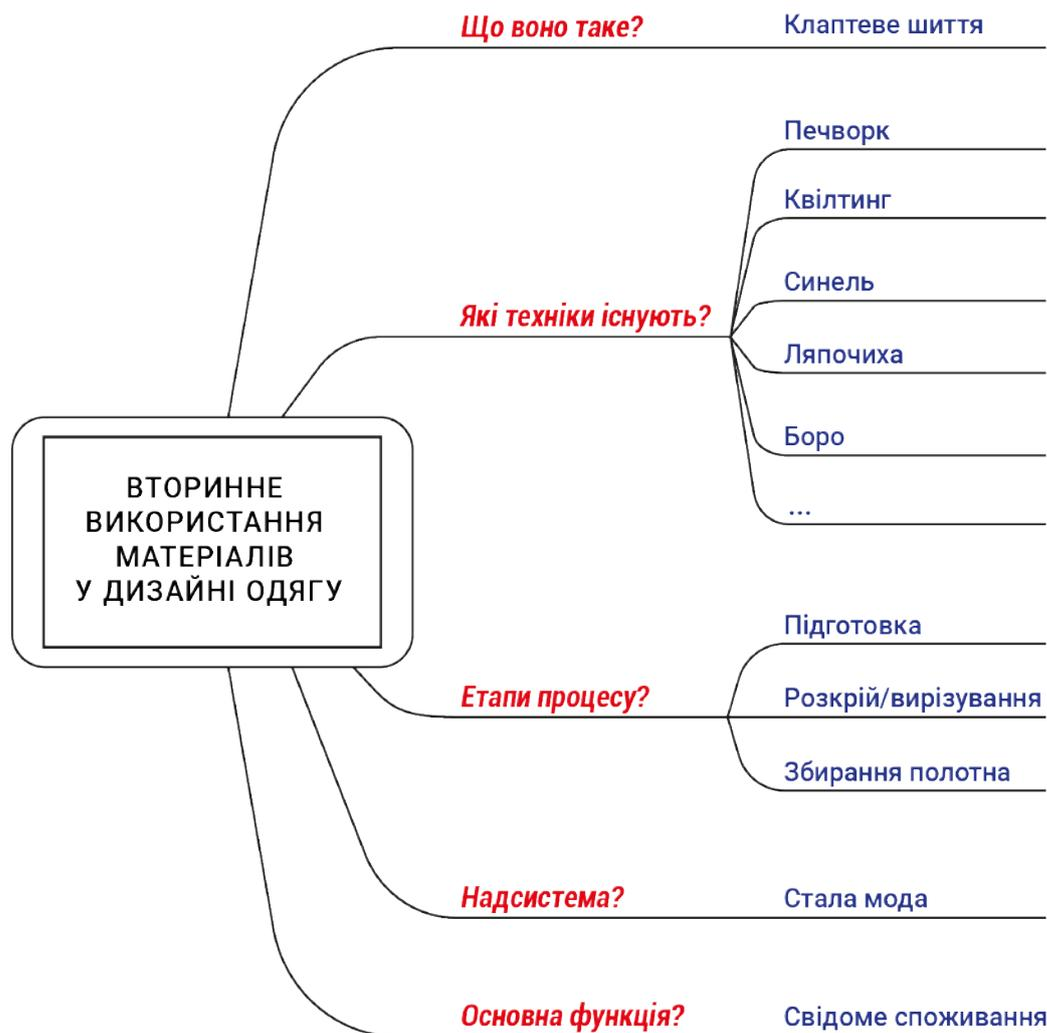 Що воно таке?
Клаптеве шиття
Печворк
Квілтинг
Синель
Які техніки існують?
Ляпочиха
Боро
...
ВТОРИННЕ
ВИКОРИСТАННЯ
МАТЕРІАЛІВ
У ДИЗАЙНІ ОДЯГУ
Підготовка
Етапи процесу?
Розкрій/вирізування
Збирання полотна
Надсистема?
Стала мода
Основна функція?
Свідоме споживання